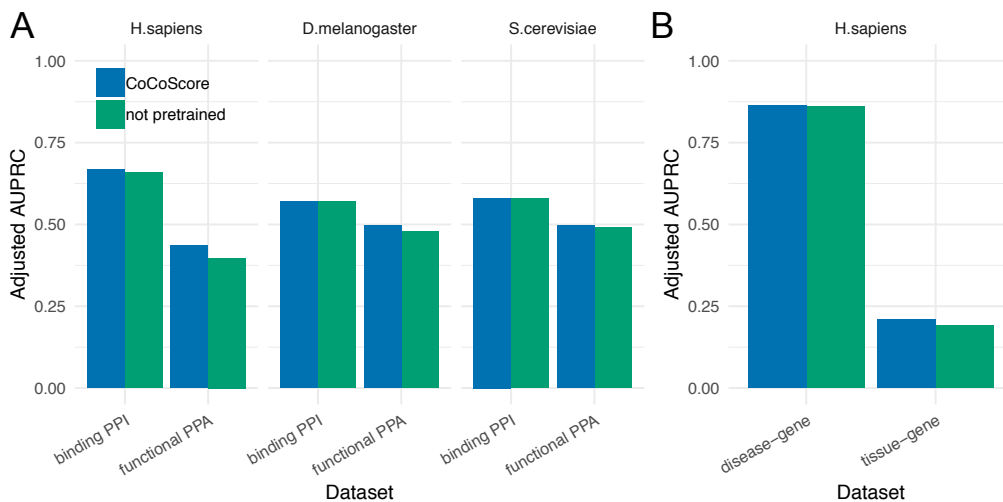 A
H.sapiens
D.melanogaster
S.cerevisiae
Adjusted AUPRC
1.00
0.75
0.50
0.25
0.00
CoCoScore
not pretrained
binding PPI
functional PPA
binding PPI
functional PPA
binding PPI
functional PPA
Dataset
B
H.sapiens
Adjusted AUPRC
1.00
0.75
0.50
0.25
0.00
disease−gene
tissue−gene
Dataset